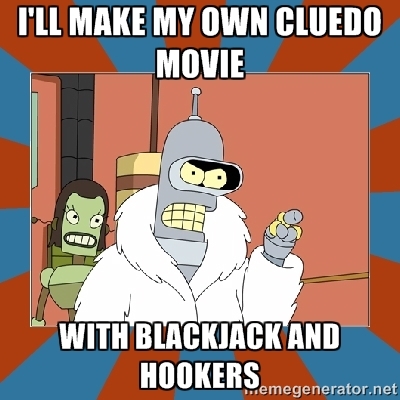 I'LL MAKE MY OWN CLUEDO
MOVIE
WITH BLACKJACK AND
HOOKERS
memegenerator.net